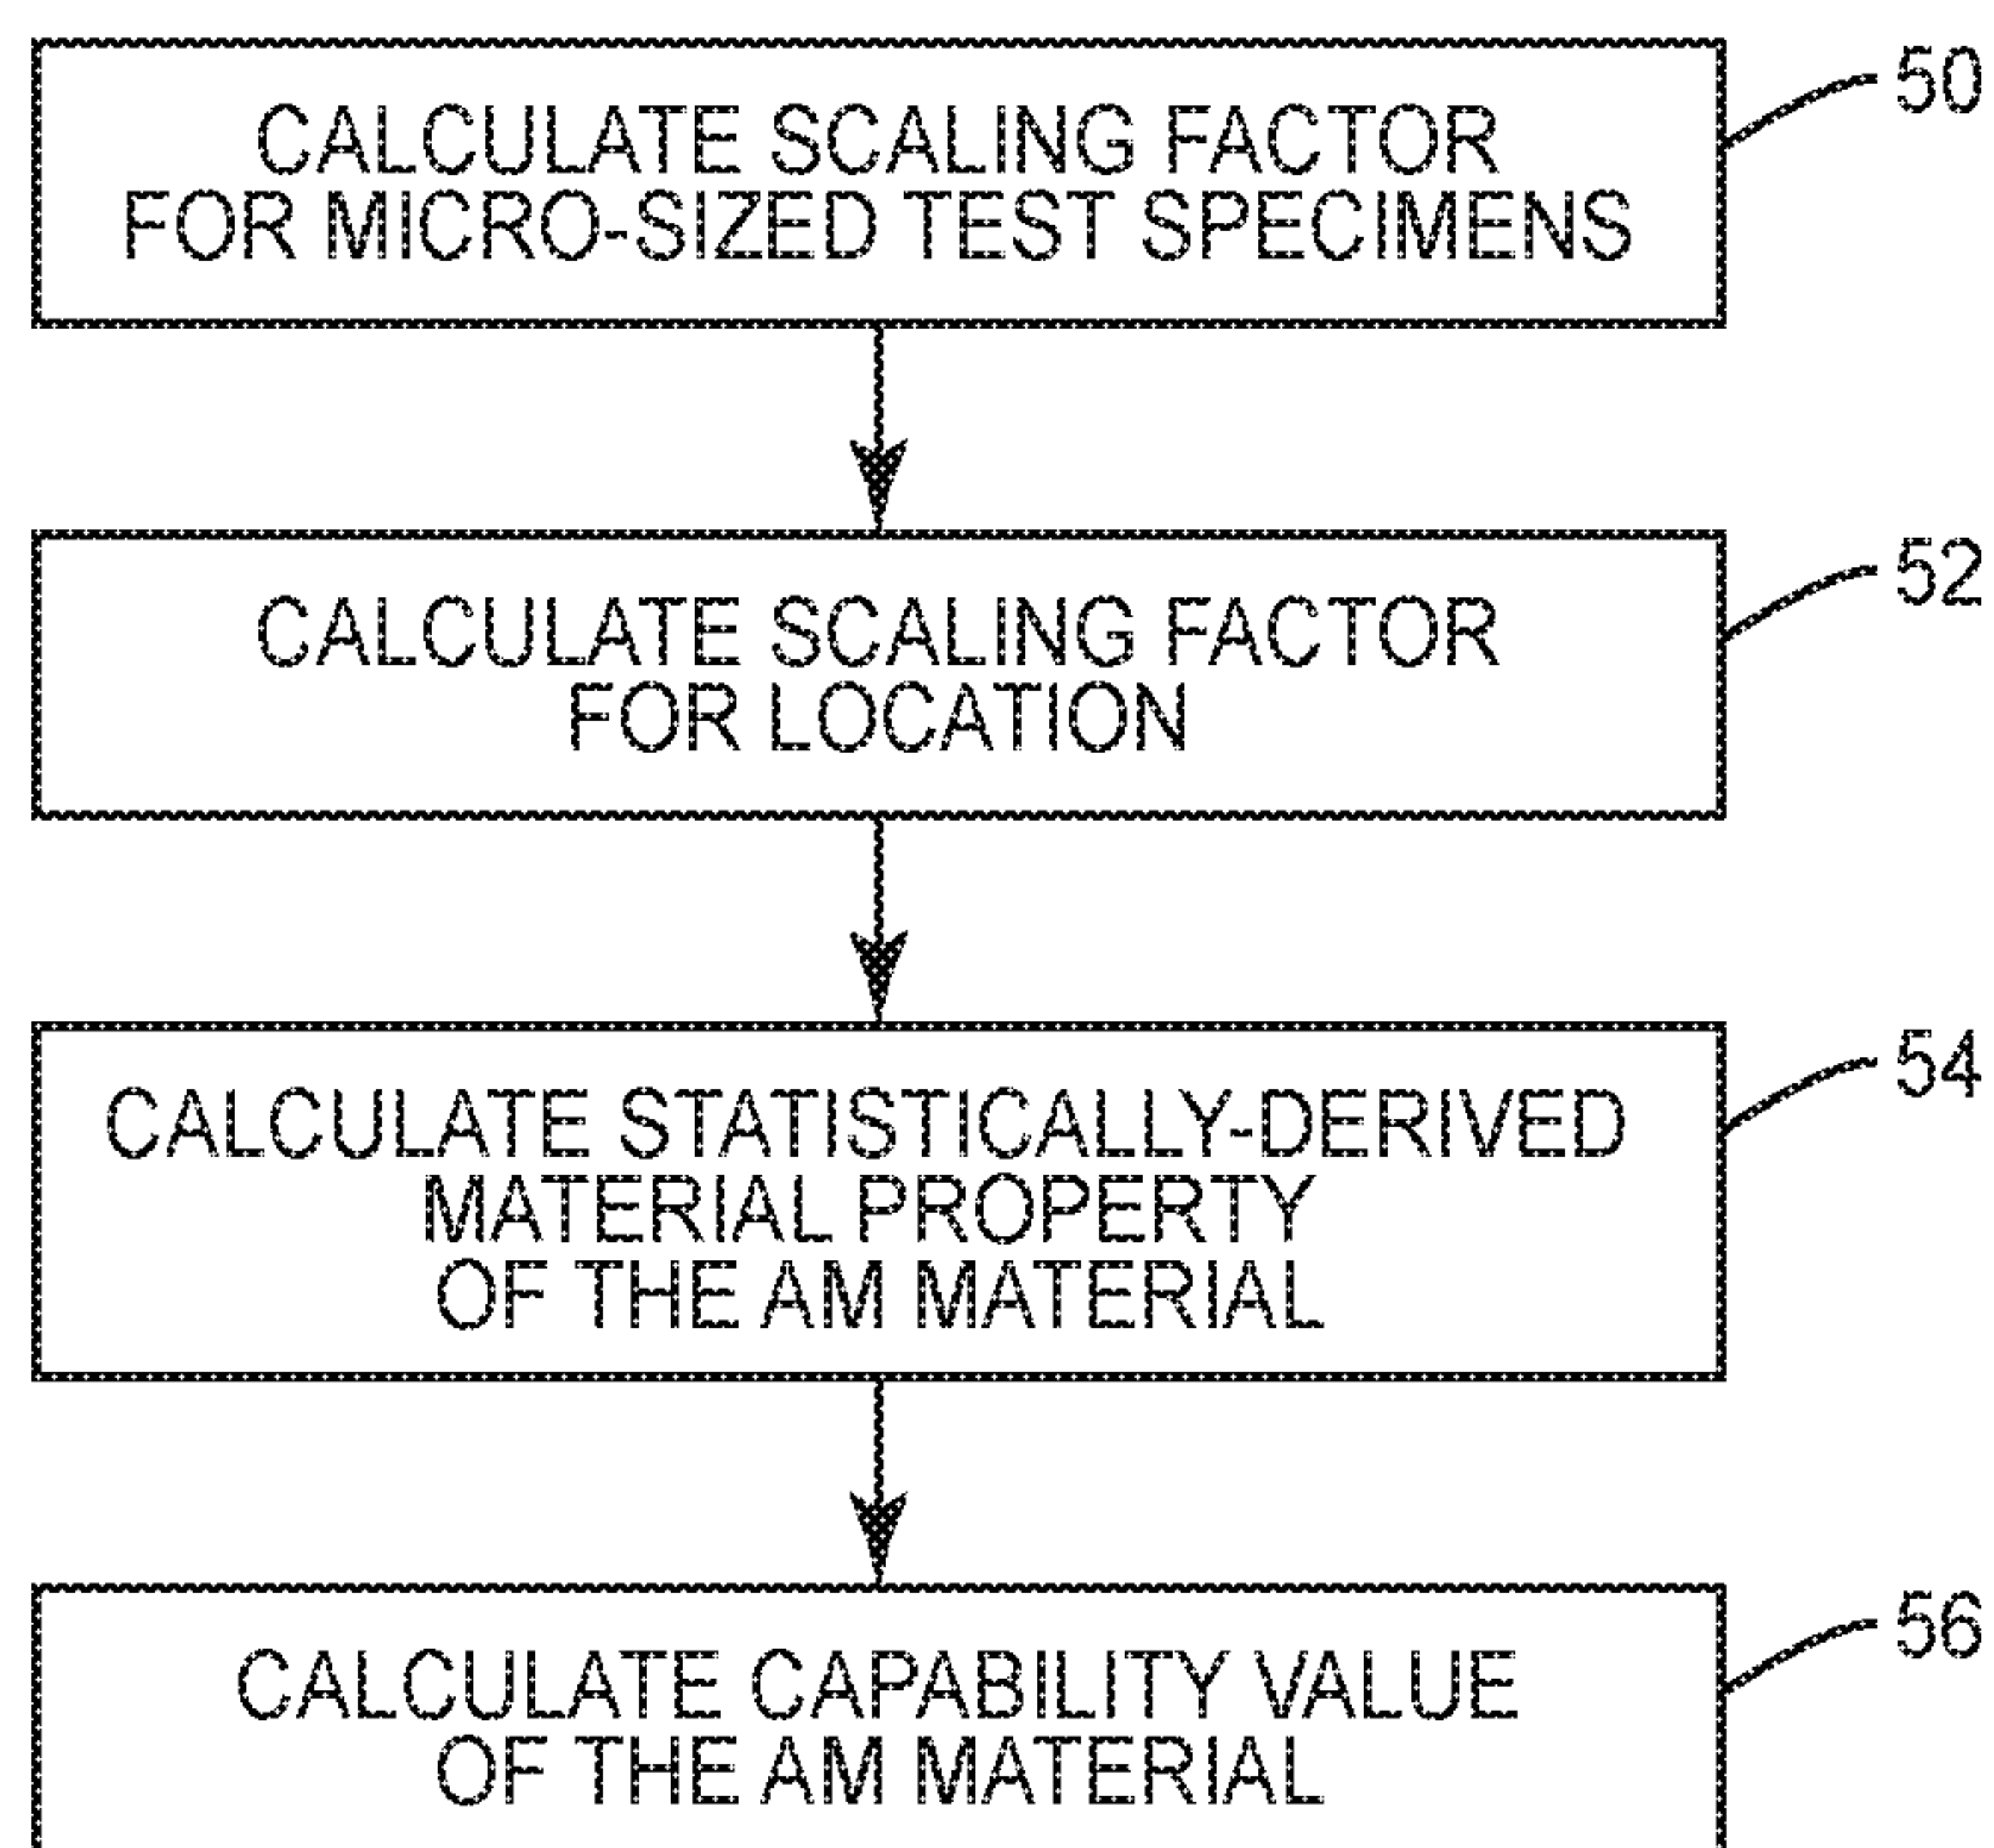 CALCULATE SCALING FACTOR
FOR MICRO-SIZED TEST SPECIMENS
50
CALCULATE SCALING FACTOR
FOR LOCATION
52
CALCULATE STATISTICALLY-DERIVED
MATERIAL PROPERTY
OF THE AM MATERIAL
54
CALCULATE CAPABILITY VALUE
OF THE AM MATERIAL
56